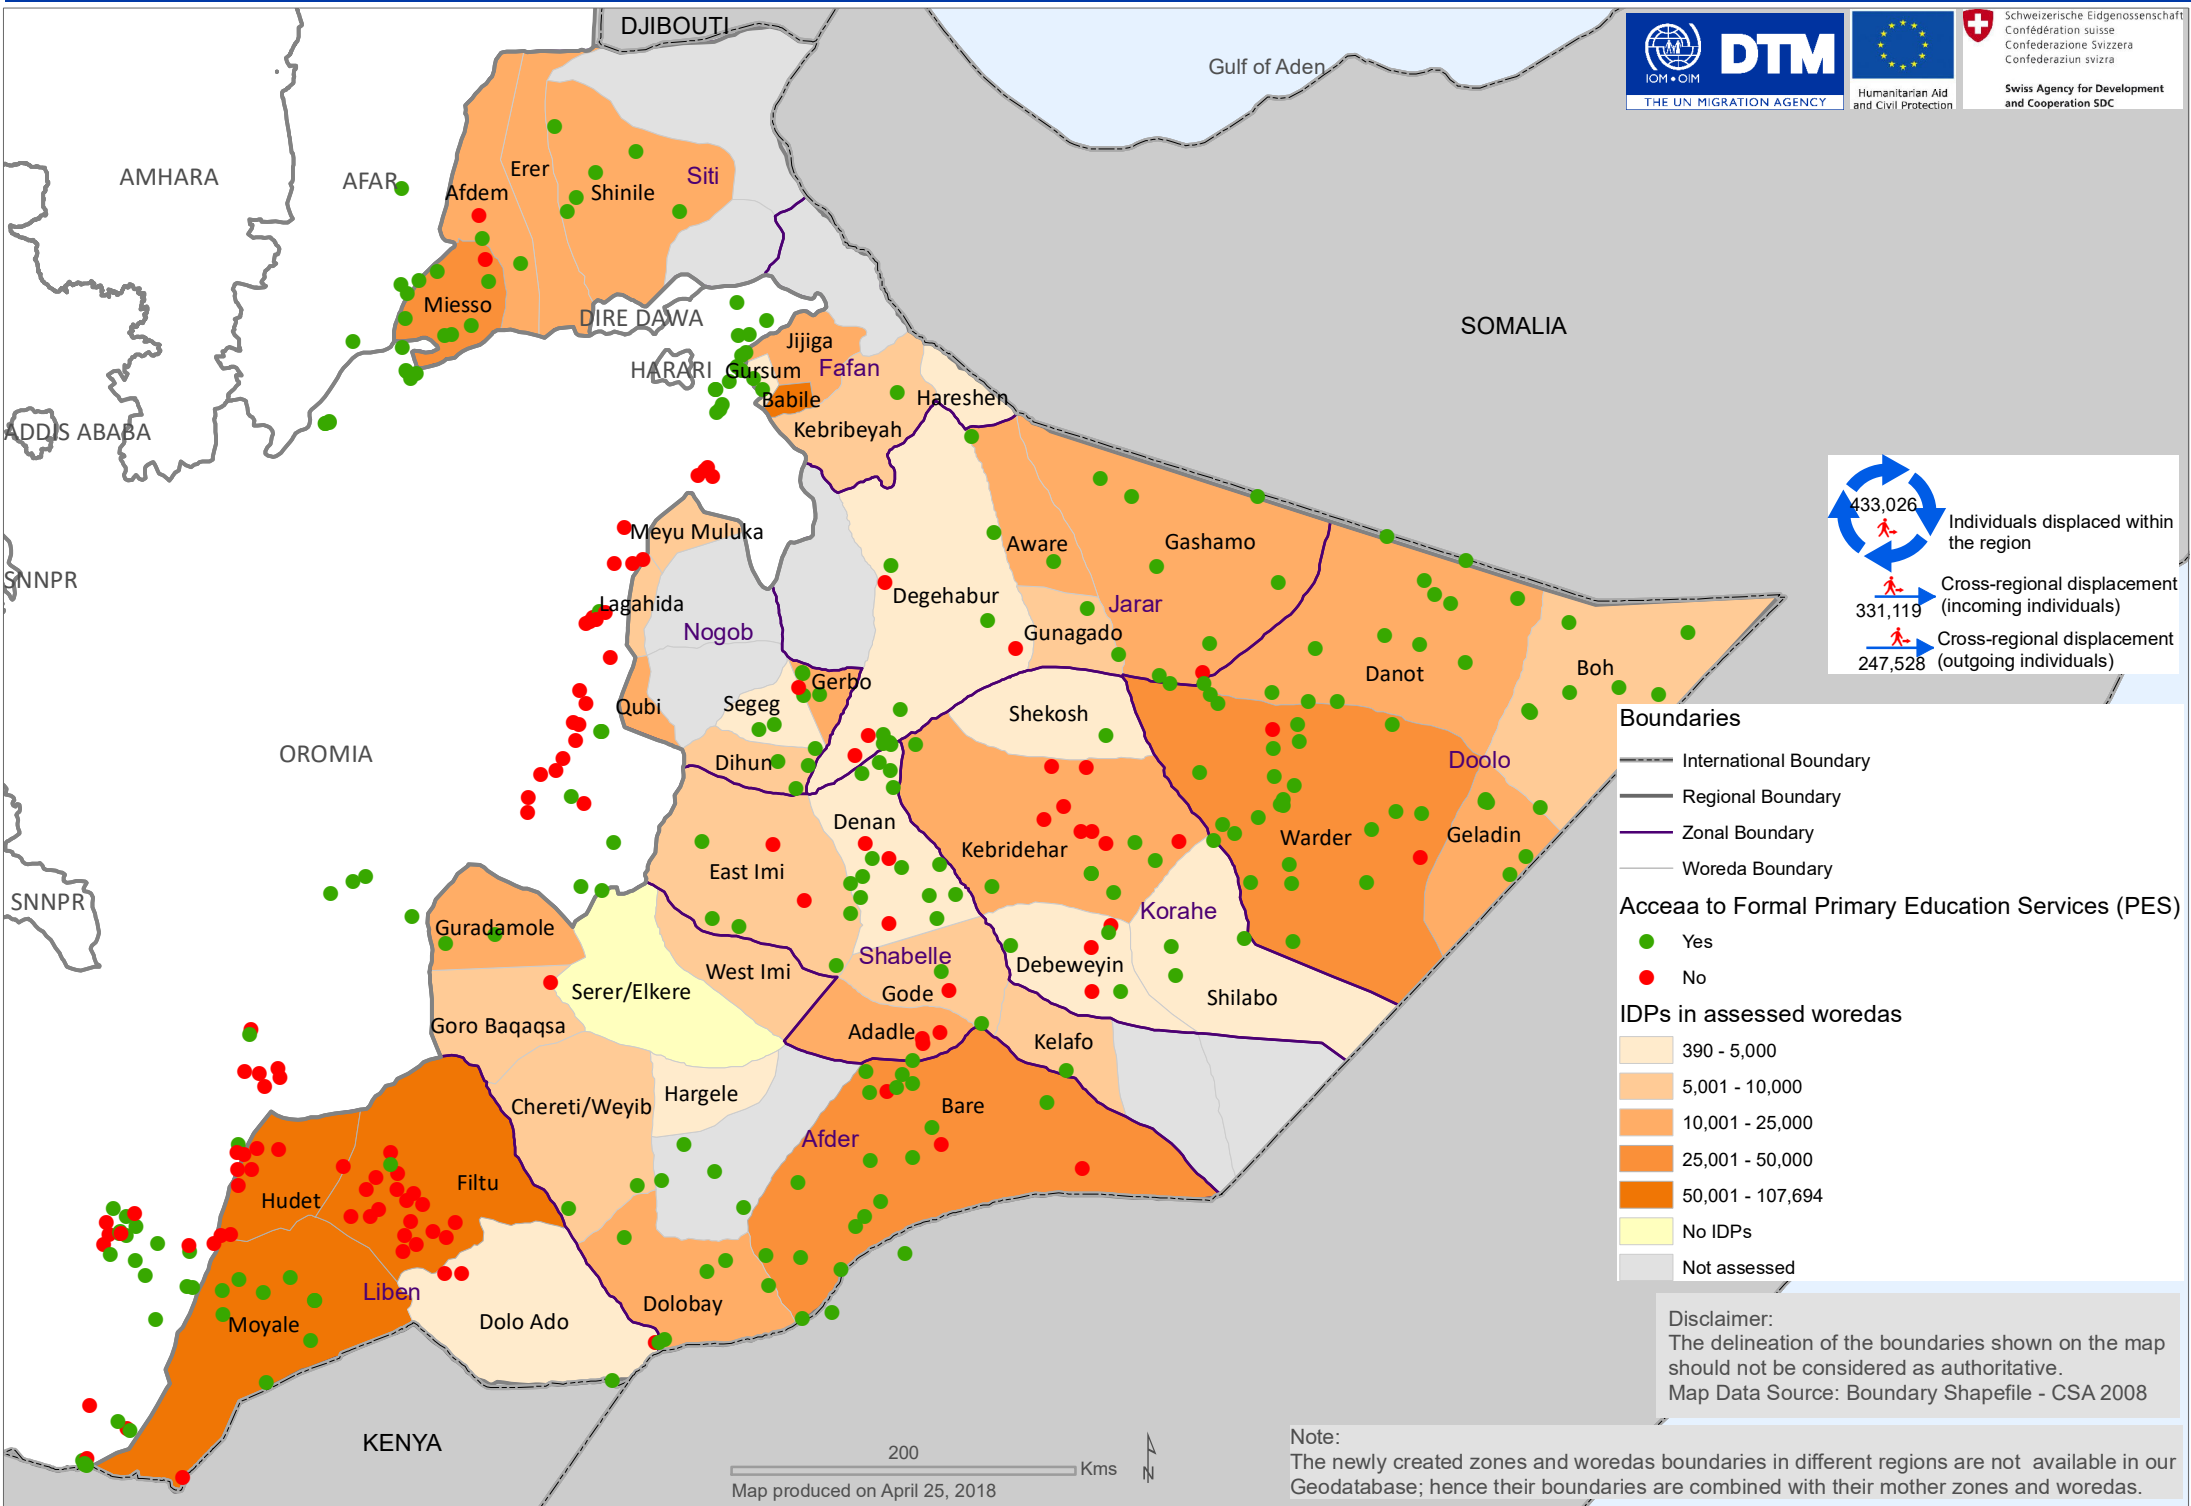 DJIBOUTI
Gulf of Aden
IOM • OIM
DTM
THE UN MIGRATION AGENCY
Humanitarian Aid
and Civil Protection
Schweizerische Eidgenossenschaft
Confédération suisse
Confederazione Svizzera
Confederaziun svizra
Swiss Agency for Development
and Cooperation SDC
AMHARA
AFAR
Erer
Afdem
Shinile
Siti
Miesso
DIRE DAWA
SOMALIA
Jijiga
HARARI
Gursum
Fafan
Babile
Hareshen
ADDIS ABABA
Kebribeyah
Meyu Muluka
Aware
Gashamo
433,026
Individuals displaced within
the region
SNNPR
Degehabur
Cross-regional displacement
331,119
(incoming individuals)
Lagahida
Nogob
Jarar
Gunagado
Cross-regional displacement
247,528
(outgoing individuals)
Danot
Boh
Gerbo
Qubi
Segeg
Shekosh
OROMIA
Dihun
Doolo
Denan
Kebridehar
Warder
Geladin
East Imi
SNNPR
Guradamole
Korahe
Shabelle
West Imi
Debeweyin
Serer/Elkere
Gode
Shilabo
Goro Baqaqsa
Adadle
Kelafo
Hargele
Chereti/Weyib
Bare
Afder
Filtu
Hudet
Liben
Dolobay
Dolo Ado
Moyale
KENYA
Boundaries
International Boundary
Regional Boundary
Zonal Boundary
Woreda Boundary
Acceaa to Formal Primary Education Services (PES)
Yes
No
IDPs in assessed woredas
390 - 5,000
5,001 - 10,000
10,001 - 25,000
25,001 - 50,000
50,001 - 107,694
No IDPs
Not assessed
Disclaimer:
The delineation of the boundaries shown on the map
should not be considered as authoritative.
Map Data Source: Boundary Shapefile - CSA 2008
200
Kms
N
Map produced on April 25, 2018
Note:
The newly created zones and woredas boundaries in different regions are not available in our
Geodatabase; hence their boundaries are combined with their mother zones and woredas.